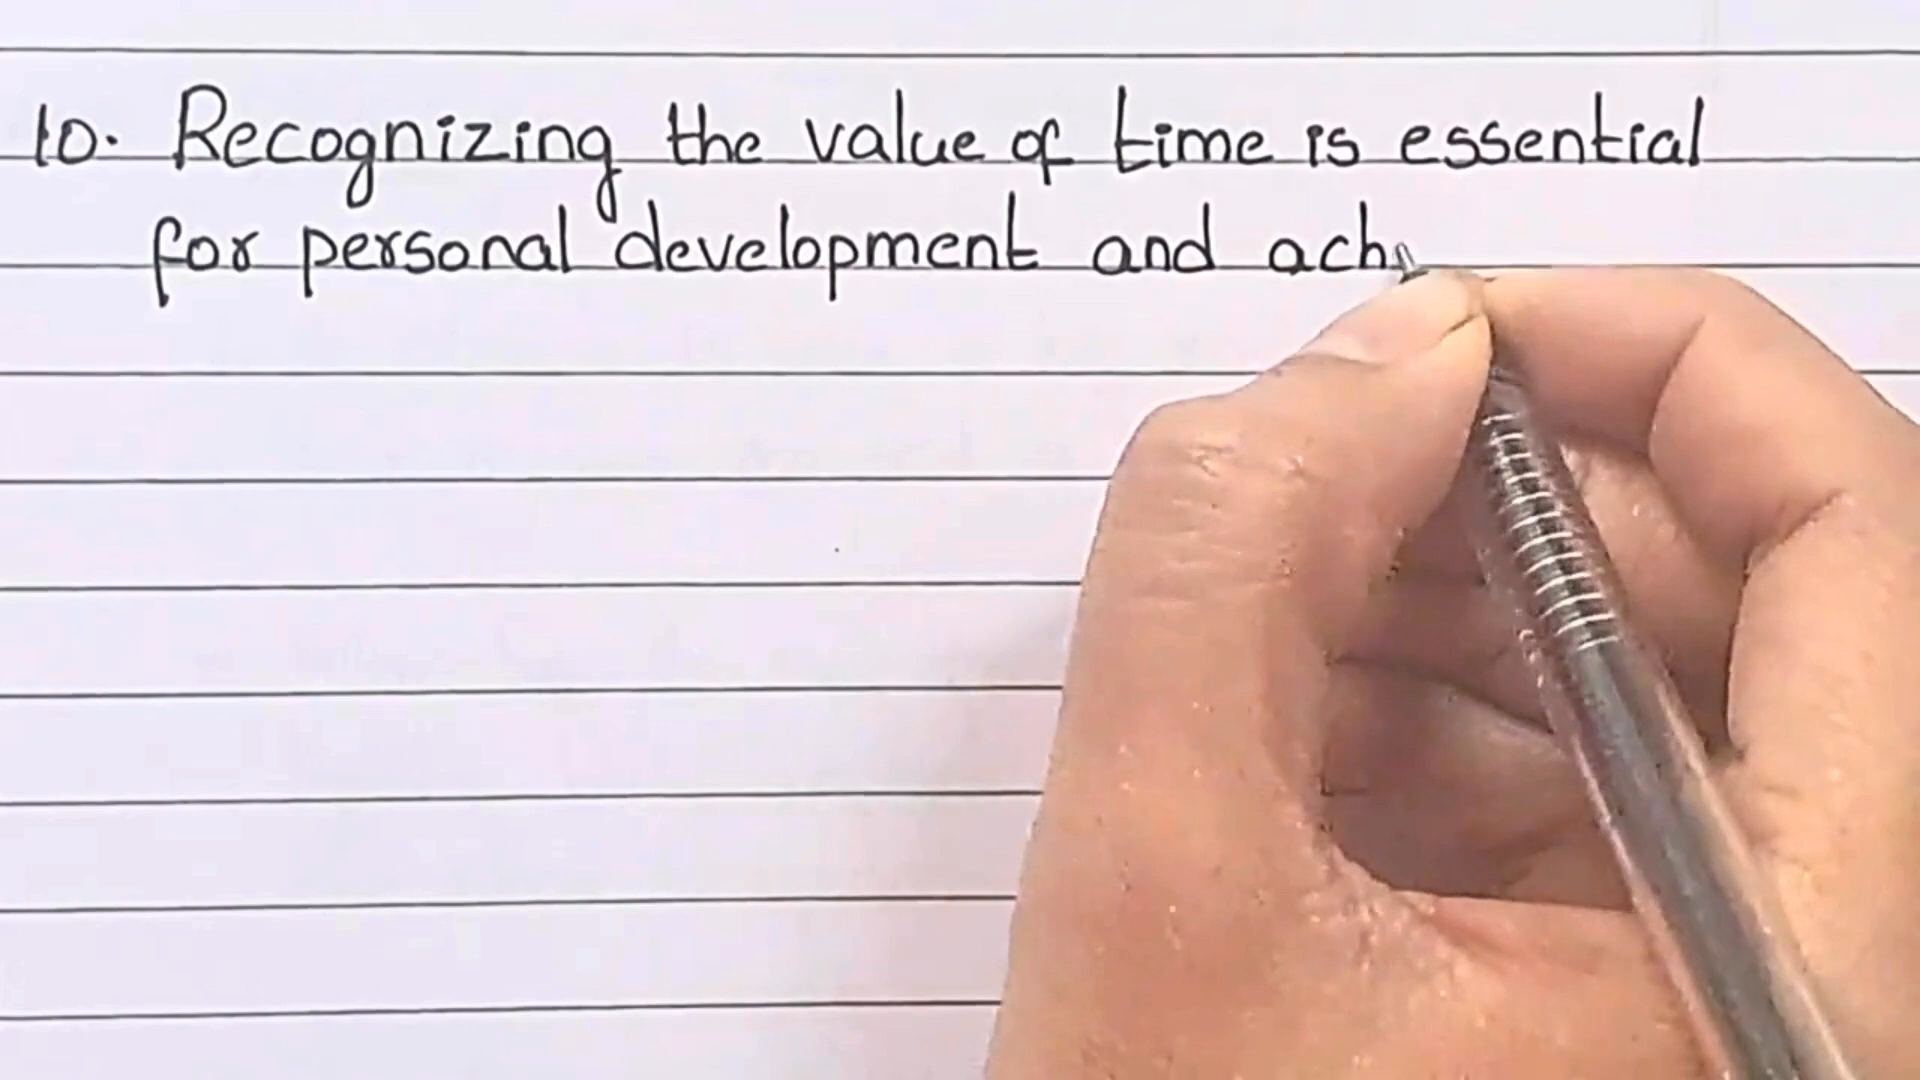 10. Recognizing the value of time is essential
for personal development and ach